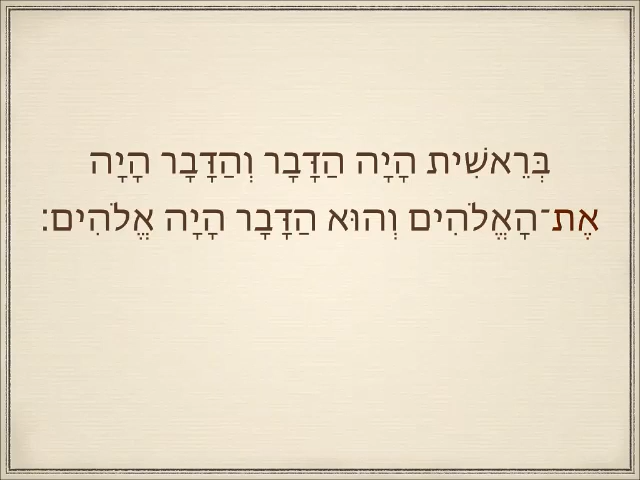 בְּרֵאשִׁית הָיָה הַדָּבָר וְהַדָּבָר הָיָה
אֶת־הָאֱלֹהִים וְהוּא הַדָּבָר הָיָה אֱלֹהִים׃